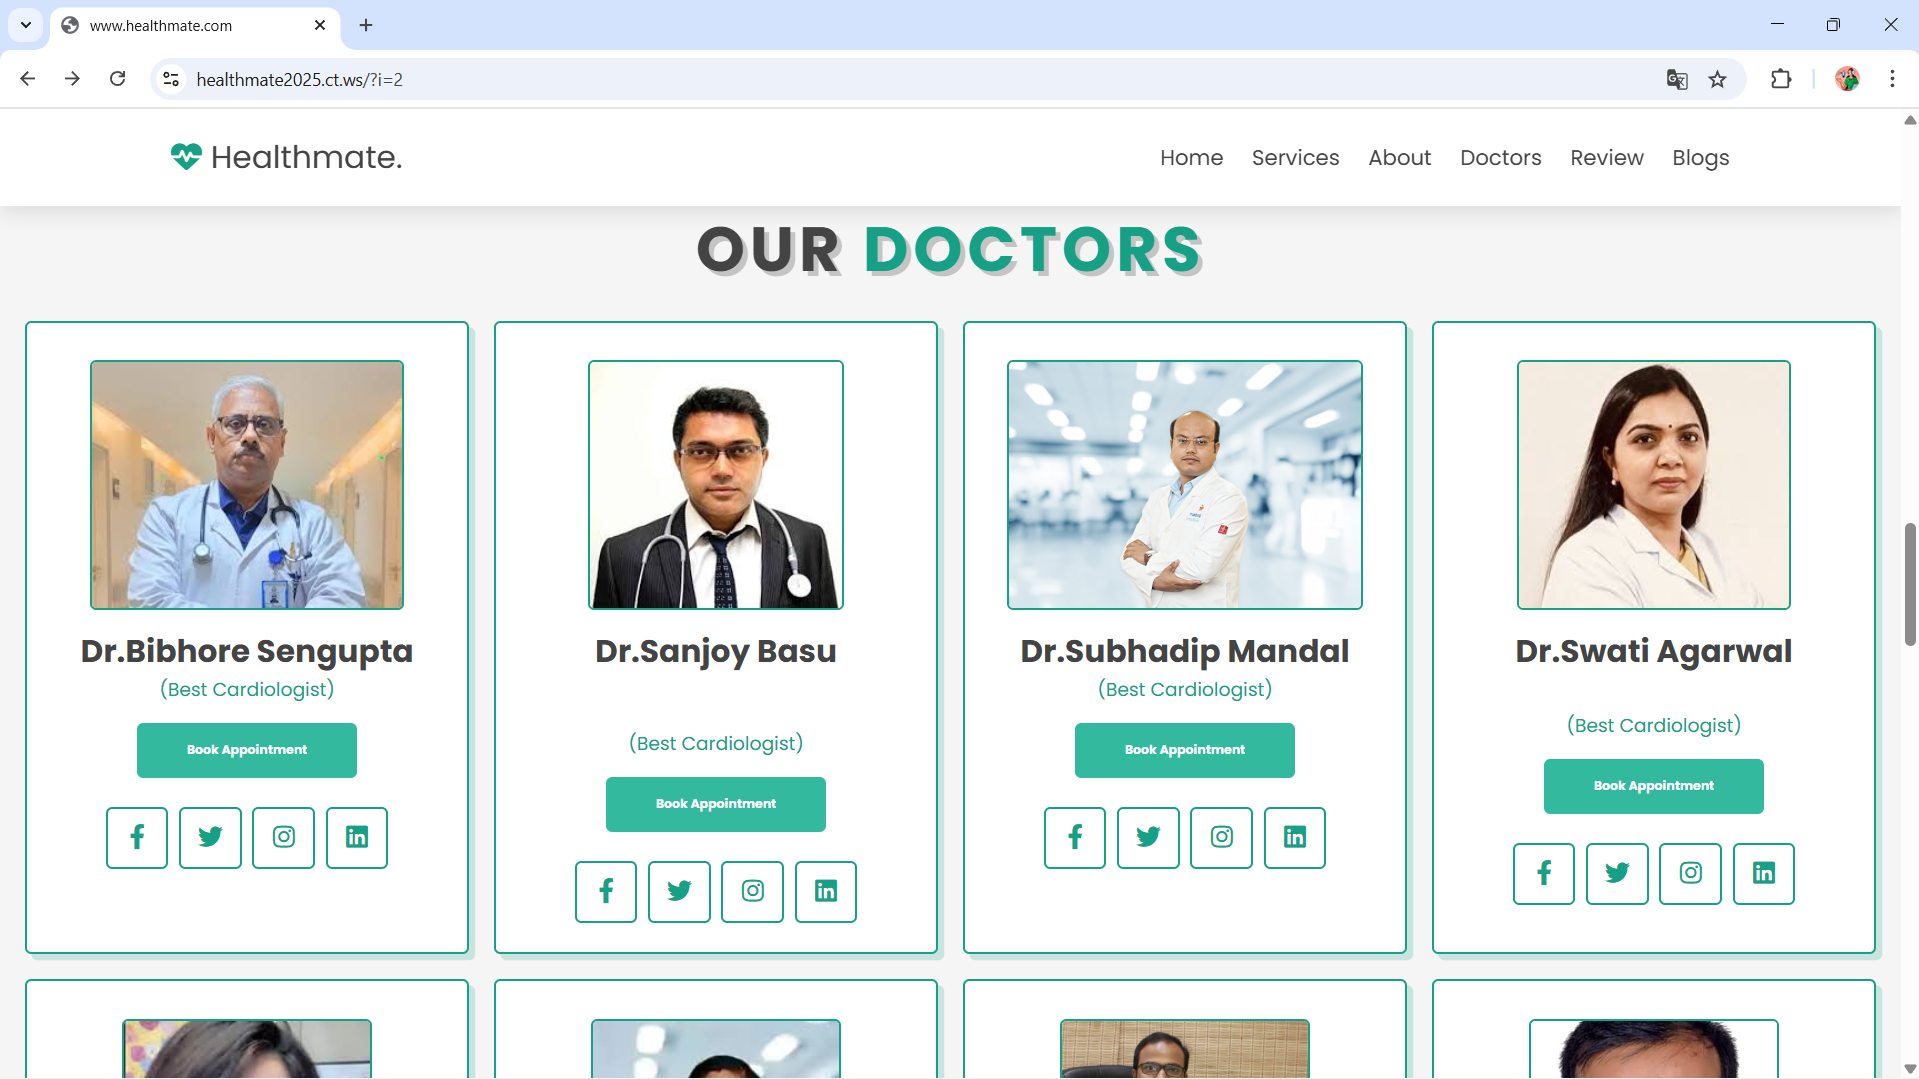 www.healthmate.com
healthmate2025.ct.ws/?i=2
Healthmate.
Home Services About Doctors Review Blogs
OUR DOCTORS
Dr.Bibhore Sengupta
(Best Cardiologist)
Book Appointment
Dr.Sanjoy Basu
(Best Cardiologist)
Book Appointment
Dr.Subhadip Mandal
(Best Cardiologist)
Book Appointment
Dr.Swati Agarwal
(Best Cardiologist)
Book Appointment